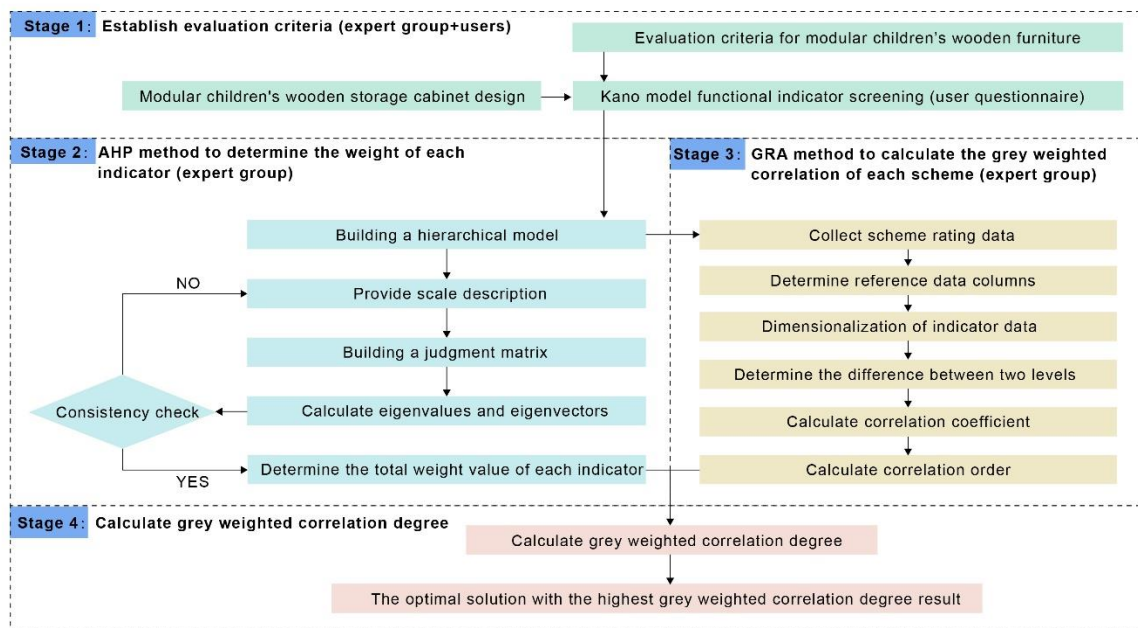 Stage 1: Establish evaluation criteria (expert group+users)
Evaluation criteria for modular children's wooden furniture
Modular children's wooden storage cabinet design
Kano model functional indicator screening (user questionnaire)
Stage 2: AHP method to determine the weight of each
indicator (expert group)
Stage 3: GRA method to calculate the grey weighted
correlation of each scheme (expert group)
Building a hierarchical model
Collect scheme rating data
NO
Provide scale description
Determine reference data columns
Building a judgment matrix
Dimensionalization of indicator data
Determine the difference between two levels
Consistency check
Calculate eigenvalues and eigenvectors
Calculate correlation coefficient
YES
Determine the total weight value of each indicator
Calculate correlation order
Stage 4: Calculate grey weighted correlation degree
Calculate grey weighted correlation degree
The optimal solution with the highest grey weighted correlation degree result